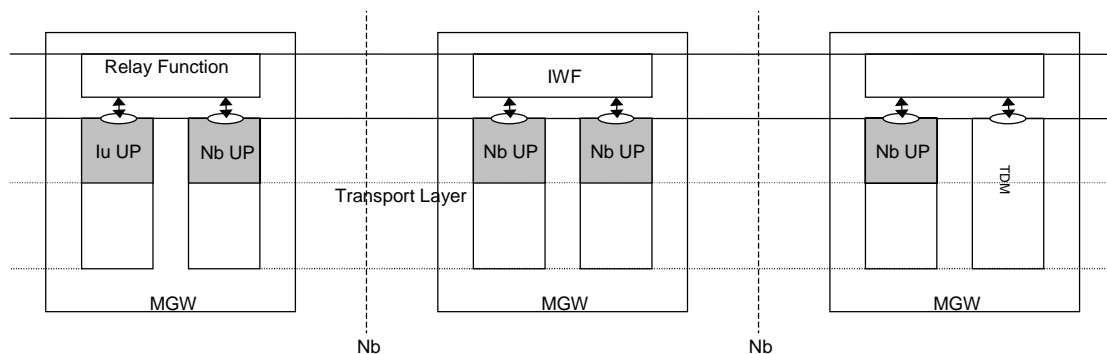 Relay Function
IWF
Iu UP
Nb UP
Nb UP
Nb UP
Nb UP
TDM
Transport Layer
MGW
MGW
MGW
Nb
Nb